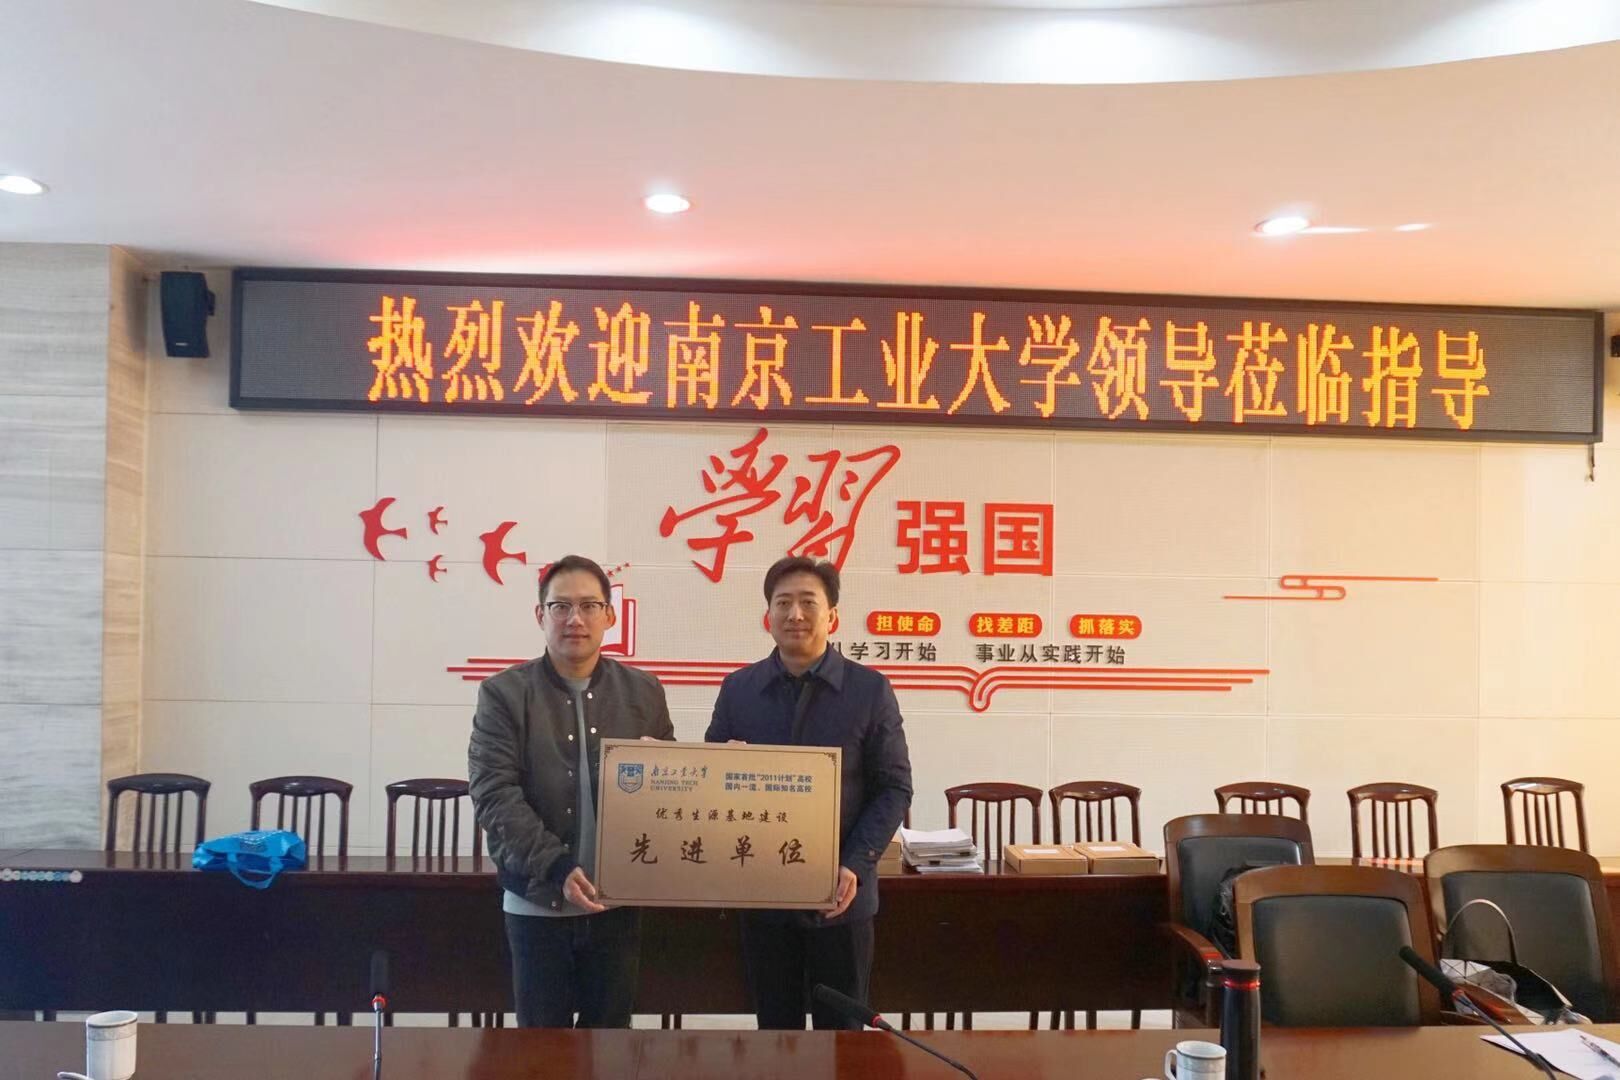 热烈欢迎南京工业大学领导莅临指导
学习强国
担使命 找差距 抓落实
学习开始 事业从实践开始
南京工业大学
NANJING TECH
UNIVERSITY
国家首批“2011计划”高校
国内一流、国际知名高校
优秀生源基地建设
先进单位